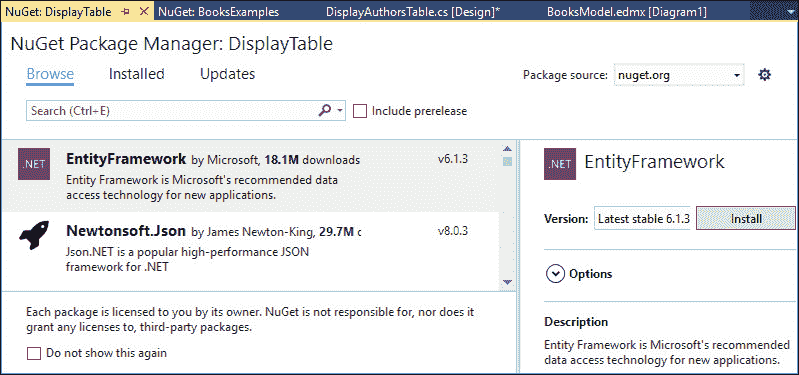 NuGet: DisplayTable
NuGet: BooksExamples
DisplayAuthorsTable.cs [Design]*
BooksModel.edmx [Diagram1]
NuGet Package Manager: DisplayTable
Browse
Installed
Updates
Package source:
nuget.org
Search (Ctrl+E)
Include prerelease
.NET
EntityFramework by Microsoft, 18.1M downloads
v6.1.3
Entity Framework is Microsoft's recommended data
access technology for new applications.
Newtonsoft.Json by James Newton-King, 29.7M d
v8.0.3
Json.NET is a popular high-performance JSON
framework for .NET
Each package is licensed to you by its owner. NuGet is not responsible for, nor does it
grant any licenses to, third-party packages.
Do not show this again
.NET
EntityFramework
Version:
Latest stable 6.1.3
Install
Options
Description
Entity Framework is Microsoft's recommended
data access technology for new applications.